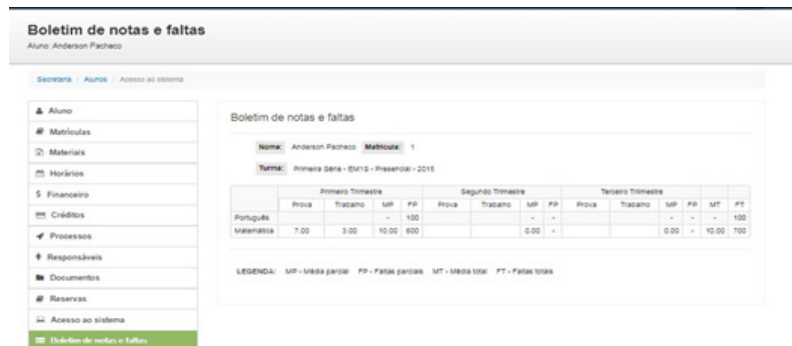 Boletim de notas e faltas
Aluno: Anderson Pacheco
Secretaria / Alunos / Acesso ao sistema
Aluno
Matrículas
Materiais
Horários
Financeiro
Créditos
Processos
Responsáveis
Documentos
Reservas
Acesso ao sistema
Boletim de notas e faltas
Boletim de notas e faltas
Nome: Anderson Pacheco Matrícula: 1
Turma: Primeira Série - EM1S - Presencial - 2015
Primeiro Trimestre Segundo Trimestre Terceiro Trimestre
Prova Trabalho MP FP Prova Trabalho MP FP Prova Trabalho MP FP MT FT
Português - 100 - - - - - 100
Matemática 7.00 3.00 10.00 600 0.00 - 0.00 - 10.00 700
LEGENDA: MP - Média parcial FP - Faltas parciais MT - Média total FT - Faltas totais